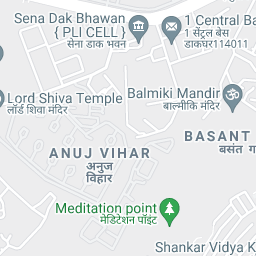 Sena Dak Bhawan
{ PLI CELL }
सेना डाक भवन
1 Central Ba
1 सेंट्रल बेस
डाकघर114011
Lord Shiva Temple
लॉर्ड शिवा मंदिर
Balmiki Mandir
बाल्मीकि मंदिर
BASANT
बसंत ग
ANUJ VIHAR
अनुज
विहार
Meditation point
मेडिटेशन पॉइंट
Shankar Vidya K